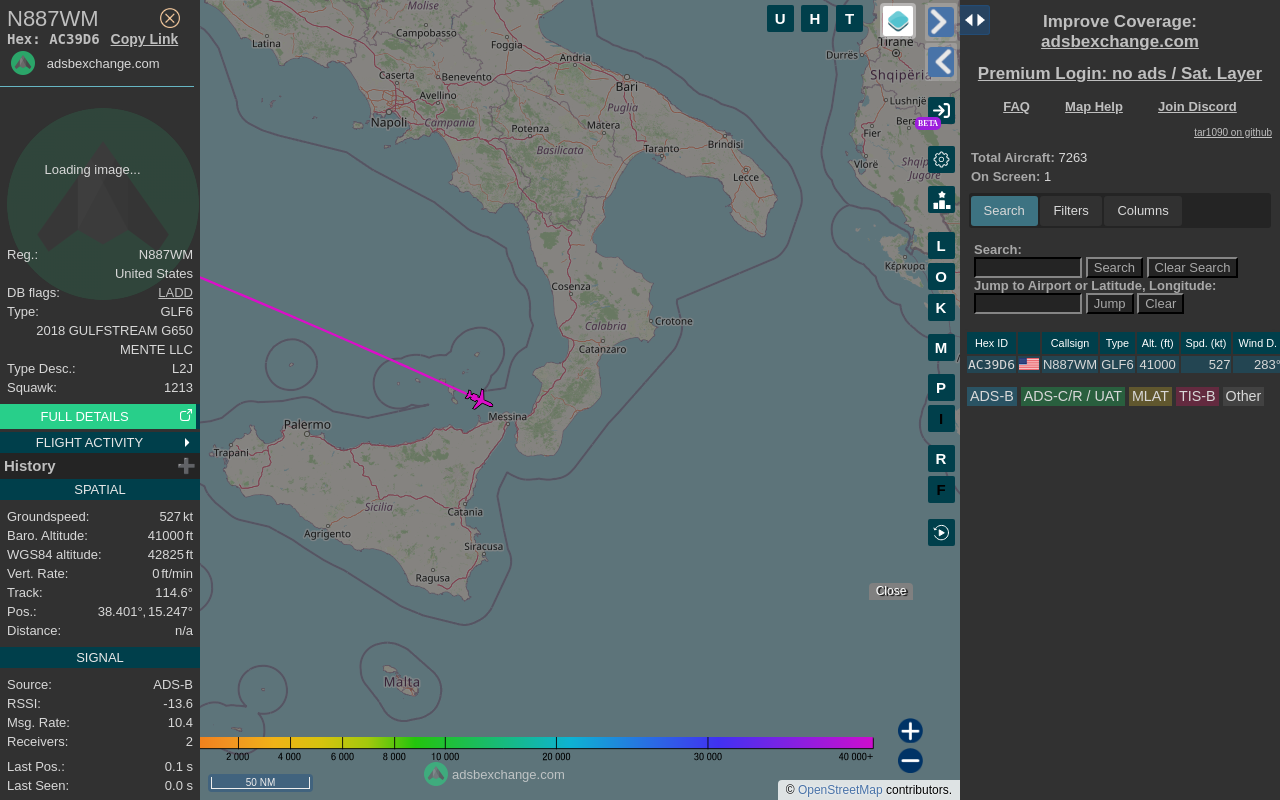 N887WM
Hex: AC39D6 Copy Link
adsbexchange.com
Loading image...
Reg.: N887WM
United States
DB flags: LADD
Type: GLF6
2018 GULFSTREAM G650
MENTE LLC
Type Desc.: L2J
Squawk: 1213
FULL DETAILS
FLIGHT ACTIVITY
History
SPATIAL
Groundspeed: 527 kt
Baro. Altitude: 41000 ft
WGS84 altitude: 42825 ft
Vert. Rate: 0 ft/min
Track: 114.6°
Pos.: 38.401°, 15.247°
Distance: n/a
SIGNAL
Source: ADS-B
RSSI: -13.6
Msg. Rate: 10.4
Receivers: 2
Last Pos.: 0.1 s
Last Seen: 0.0 s
Molise
Campobasso
Latina
Foggia
Andria
Bari
Caserta
Benevento
Avellino
Puglia
Napoli
Campania
Potenza
Matera
Basilicata
Taranto
Brindisi
Lecce
Cosenza
Calabria
Crotone
Catanzaro
Messina
Palermo
Trapani
Sicilia
Catania
Agrigento
Siracusa
Ragusa
Malta
Tiranë
Durrës
Shqipëria
Lushnjë
Fier
Vlorë
Κέρκυρα
U H T
BETA
L
O
K
M
P
I
R
F
Close
2 000 4 000 6 000 8 000 10 000 20 000 30 000 40 000+
adsbexchange.com
50 NM
© OpenStreetMap contributors.
Improve Coverage:
adsbexchange.com
Premium Login: no ads / Sat. Layer
FAQ Map Help Join Discord
tar1090 on github
Total Aircraft: 7263
On Screen: 1
Search Filters Columns
Search:
Search Clear Search
Jump to Airport or Latitude, Longitude:
Jump Clear
Hex ID Callsign Type Alt. (ft) Spd. (kt) Wind D.
AC39D6 N887WM GLF6 41000 527 283°
ADS-B ADS-C/R / UAT MLAT TIS-B Other